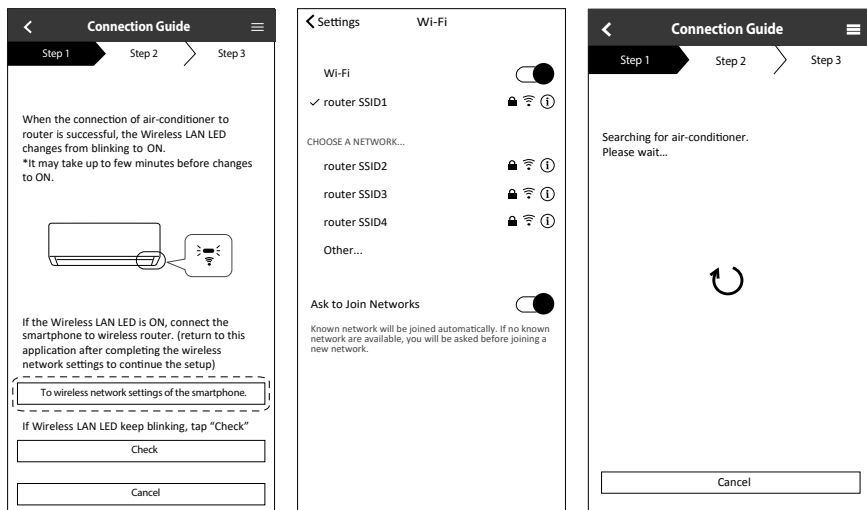 Connection Guide
Step 1
Step 2
Step 3
When the connection of air-conditioner to
router is successful, the Wireless LAN LED
changes from blinking to ON.
*It may take up to few minutes before changes
to ON.
If the Wireless LAN LED is ON, connect the
smartphone to wireless router. (return to this
application after completing the wireless
network settings to continue the setup)
To wireless network settings of the smartphone.
If Wireless LAN LED keep blinking, tap “Check”
Check
Cancel
Settings
Wi-Fi
Wi-Fi
router SSID1
CHOOSE A NETWORK...
router SSID2
router SSID3
router SSID4
Other...
Ask to Join Networks
Known network will be joined automatically. If no known
network are available, you will be asked before joining a
new network.
Connection Guide
Step 1
Step 2
Step 3
Searching for air-conditioner.
Please wait...
Cancel